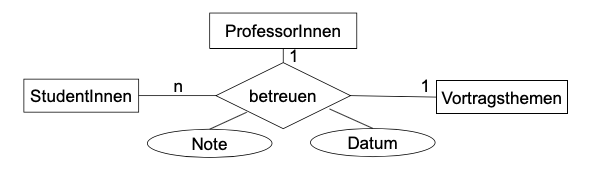 ProfessorInnen
1
n
1
StudentInnen
betreuen
Vortragsthemen
Note
Datum